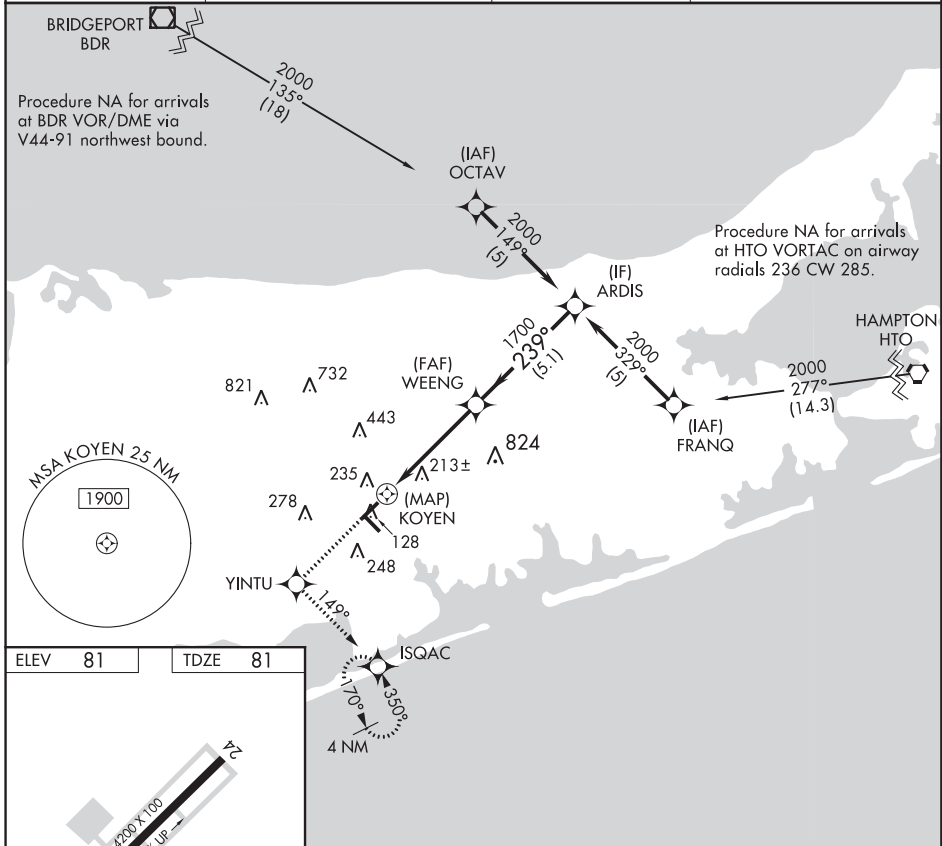 BRIDGEPORT
BDR
2000
135°
(18)
Procedure NA for arrivals
at BDR VOR/DME via
V44-91 northwest bound.
(IAF)
OCTAV
2000
149°
(5)
Procedure NA for arrivals
at HTO VORTAC on airway
radials 236 CW 285.
(IF)
ARDIS
HAMPTON
HTO
1700
239°
(5.1)
2000
329°
(5)
2000
277°
(14.3)
(FAF)
WEENG
(IAF)
FRANQ
821
732
443
824
235
213±
278
(MAP)
KOYEN
128
248
MSA KOYEN 25 NM
1900
YINTU
149°
ISQAC
170°
350°
4 NM
ELEV 81
TDZE 81
24
4200 X 100
UP